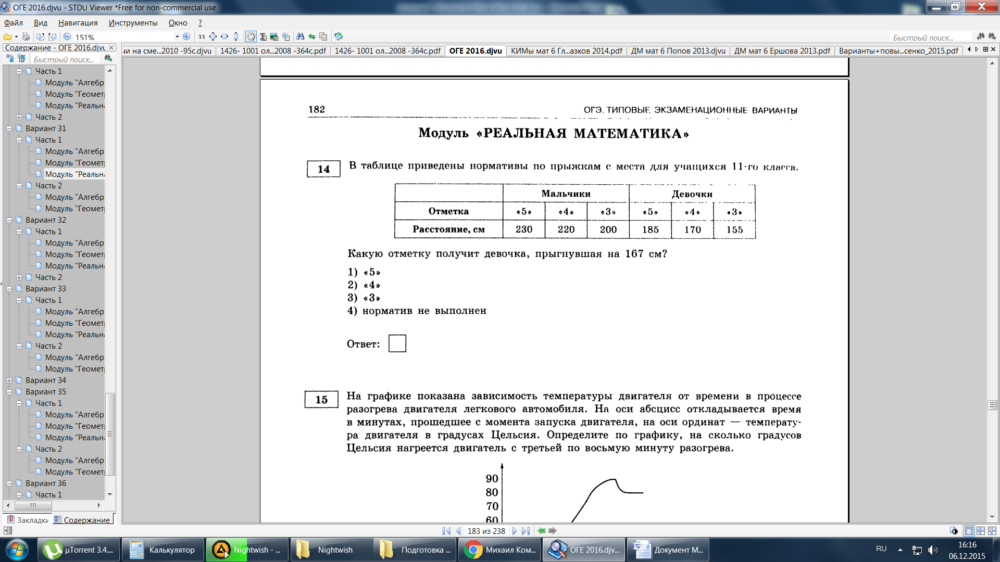 ОГЕ 2016.djvu - STDU Viewer *Free for non-commercial use
Файл Вид Навигация Инструменты Окно ?
151%
1:1
Быстрый поиск...
Содержание - ОГЕ 2016.djvu
чи на сме...2010 -95с.djvu 1426- 1001 ол...2008 -364с.pdf 1426- 1001 ол...2008 -364с.pdf ОГЕ 2016.djvu КИМы мат 6 Гл...азков 2014.pdf ДМ мат 6 Попов 2013.djvu ДМ мат 6 Ершова 2013.pdf Варианты+повы...сенко_2015.pdf
Быстрый поиск...
Часть 1
Модуль "Алгебр
Модуль "Геомет
Модуль "Реальна
Часть 2
Вариант 31
Часть 1
Модуль "Алгебр
Модуль "Геомет
Модуль "Реальна
Часть 2
Модуль "Алгебр
Модуль "Геомет
Вариант 32
Часть 1
Модуль "Алгебр
Модуль "Геомет
Модуль "Реальна
Часть 2
Вариант 33
Часть 1
Модуль "Алгебр
Модуль "Геомет
Модуль "Реальна
Часть 2
Модуль "Алгебр
Модуль "Геомет
Вариант 34
Вариант 35
Часть 1
Модуль "Алгебр
Модуль "Геомет
Модуль "Реальна
Часть 2
Модуль "Алгебр
Модуль "Геомет
Вариант 36
Часть 1
Закладки Содержание
182 ОГЭ. ТИПОВЫЕ ЭКЗАМЕНАЦИОННЫЕ ВАРИАНТЫ
Модуль «РЕАЛЬНАЯ МАТЕМАТИКА»
14 В таблице приведены нормативы по прыжкам с места для учащихся 11-го класса.
Мальчики Девочки
Отметка «5» «4» «3» «5» «4» «3»
Расстояние, см 230 220 200 185 170 155
Какую отметку получит девочка, прыгнувшая на 167 см?
1) «5»
2) «4»
3) «3»
4) норматив не выполнен
Ответ:
15 На графике показана зависимость температуры двигателя от времени в процессе
разогрева двигателя легкового автомобиля. На оси абсцисс откладывается время
в минутах, прошедшее с момента запуска двигателя, на оси ординат — температу-
ра двигателя в градусах Цельсия. Определите по графику, на сколько градусов
Цельсия нагреется двигатель с третьей по восьмую минуту разогрева.
90
80
70
60
183 из 238
µTorrent 3.4.... Калькулятор Nightwish - ... Nightwish Подготовка ... Михаил Ком... ОГЕ 2016.djv... Документ M...
RU
16:16
06.12.2015